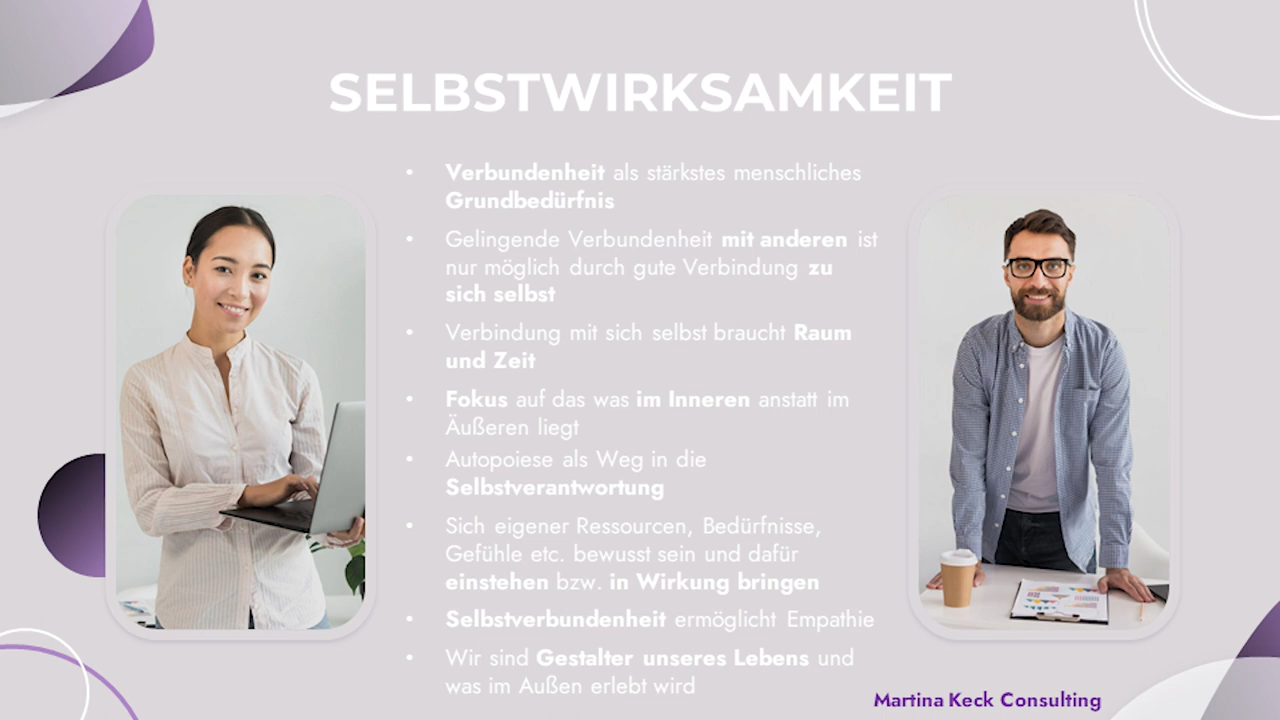 SELBSTWIRKSAMKEIT
• Verbundenheit als stärkstes menschliches
Grundbedürfnis
• Gelingende Verbundenheit mit anderen ist
nur möglich durch gute Verbindung zu
sich selbst
• Verbindung mit sich selbst braucht Raum
und Zeit
• Fokus auf das was im Inneren anstatt im
Äußeren liegt
• Autopoiese als Weg in die
Selbstverantwortung
• Sich eigener Ressourcen, Bedürfnisse,
Gefühle etc. bewusst sein und dafür
einstehen bzw. in Wirkung bringen
• Selbstverbundenheit ermöglicht Empathie
• Wir sind Gestalter unseres Lebens und
was im Außen erlebt wird
Martina Keck Consulting